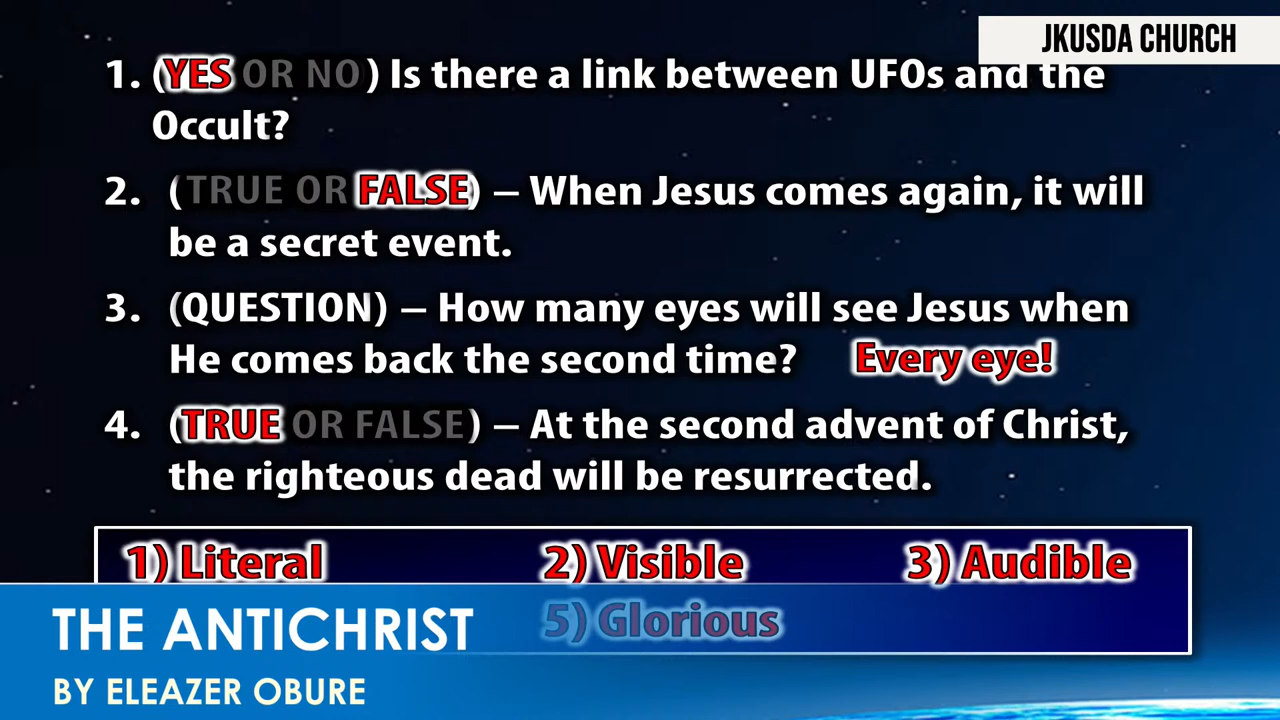 JKUSDA CHURCH
1. (YES OR NO) Is there a link between UFOs and the
Occult?
2. (TRUE OR FALSE) – When Jesus comes again, it will
be a secret event.
3. (QUESTION) – How many eyes will see Jesus when
He comes back the second time? Every eye!
4. (TRUE OR FALSE) – At the second advent of Christ,
the righteous dead will be resurrected.
1) Literal 2) Visible 3) Audible
5) Glorious
THE ANTICHRIST
BY ELEAZER OBURE